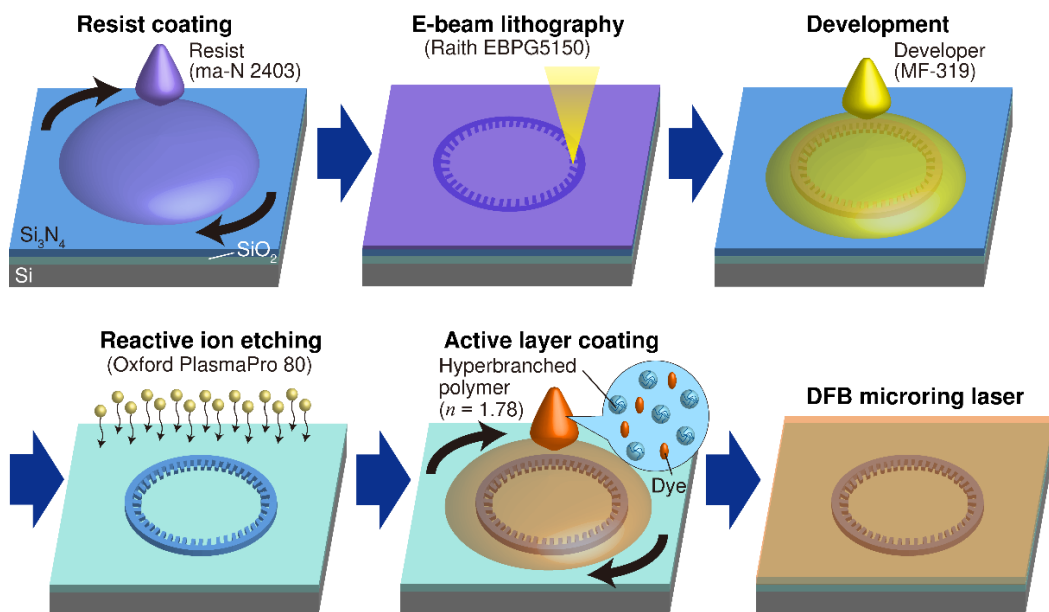 Resist coating
Resist
(ma-N 2403)
Si₃N₄
SiO₂
Si
E-beam lithography
(Raith EBPG5150)
Development
Developer
(MF-319)
Reactive ion etching
(Oxford PlasmaPro 80)
Active layer coating
Hyperbranched
polymer
(n = 1.78)
Dye
DFB microring laser